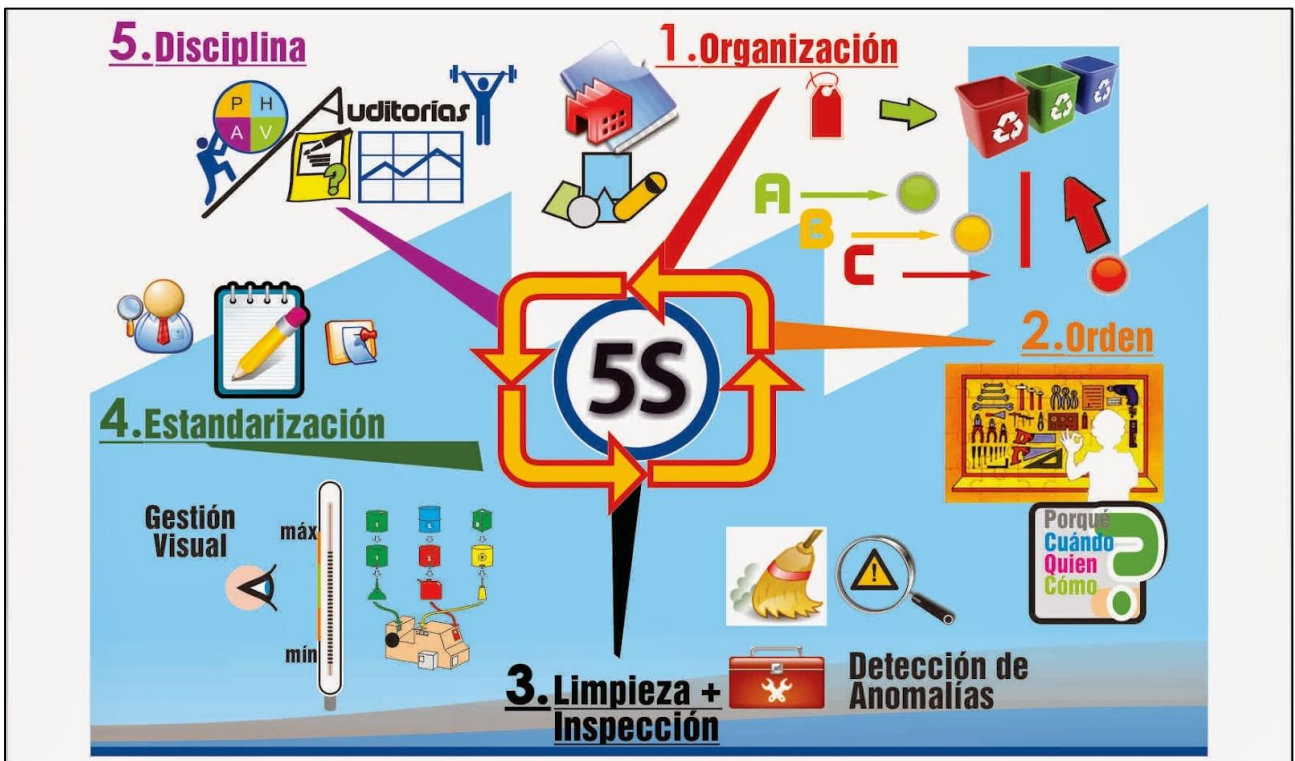 5.Disciplina
P H
A V
Auditorías
?
1.Organización
A
B
C
5S
2.Orden
Porqué
Cuándo
Quien
Cómo
?
3.Limpieza +
Inspección
Detección de
Anomalías
4.Estandarización
Gestión
Visual
máx
mín